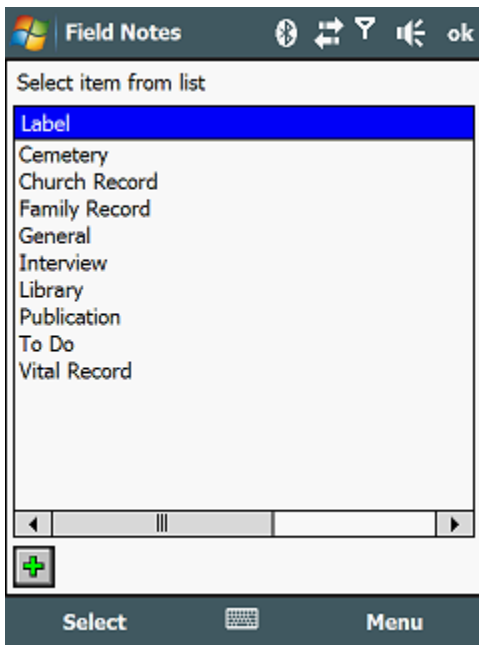 Field Notes
ok
Select item from list
Label
Cemetery
Church Record
Family Record
General
Interview
Library
Publication
To Do
Vital Record
Select
Menu